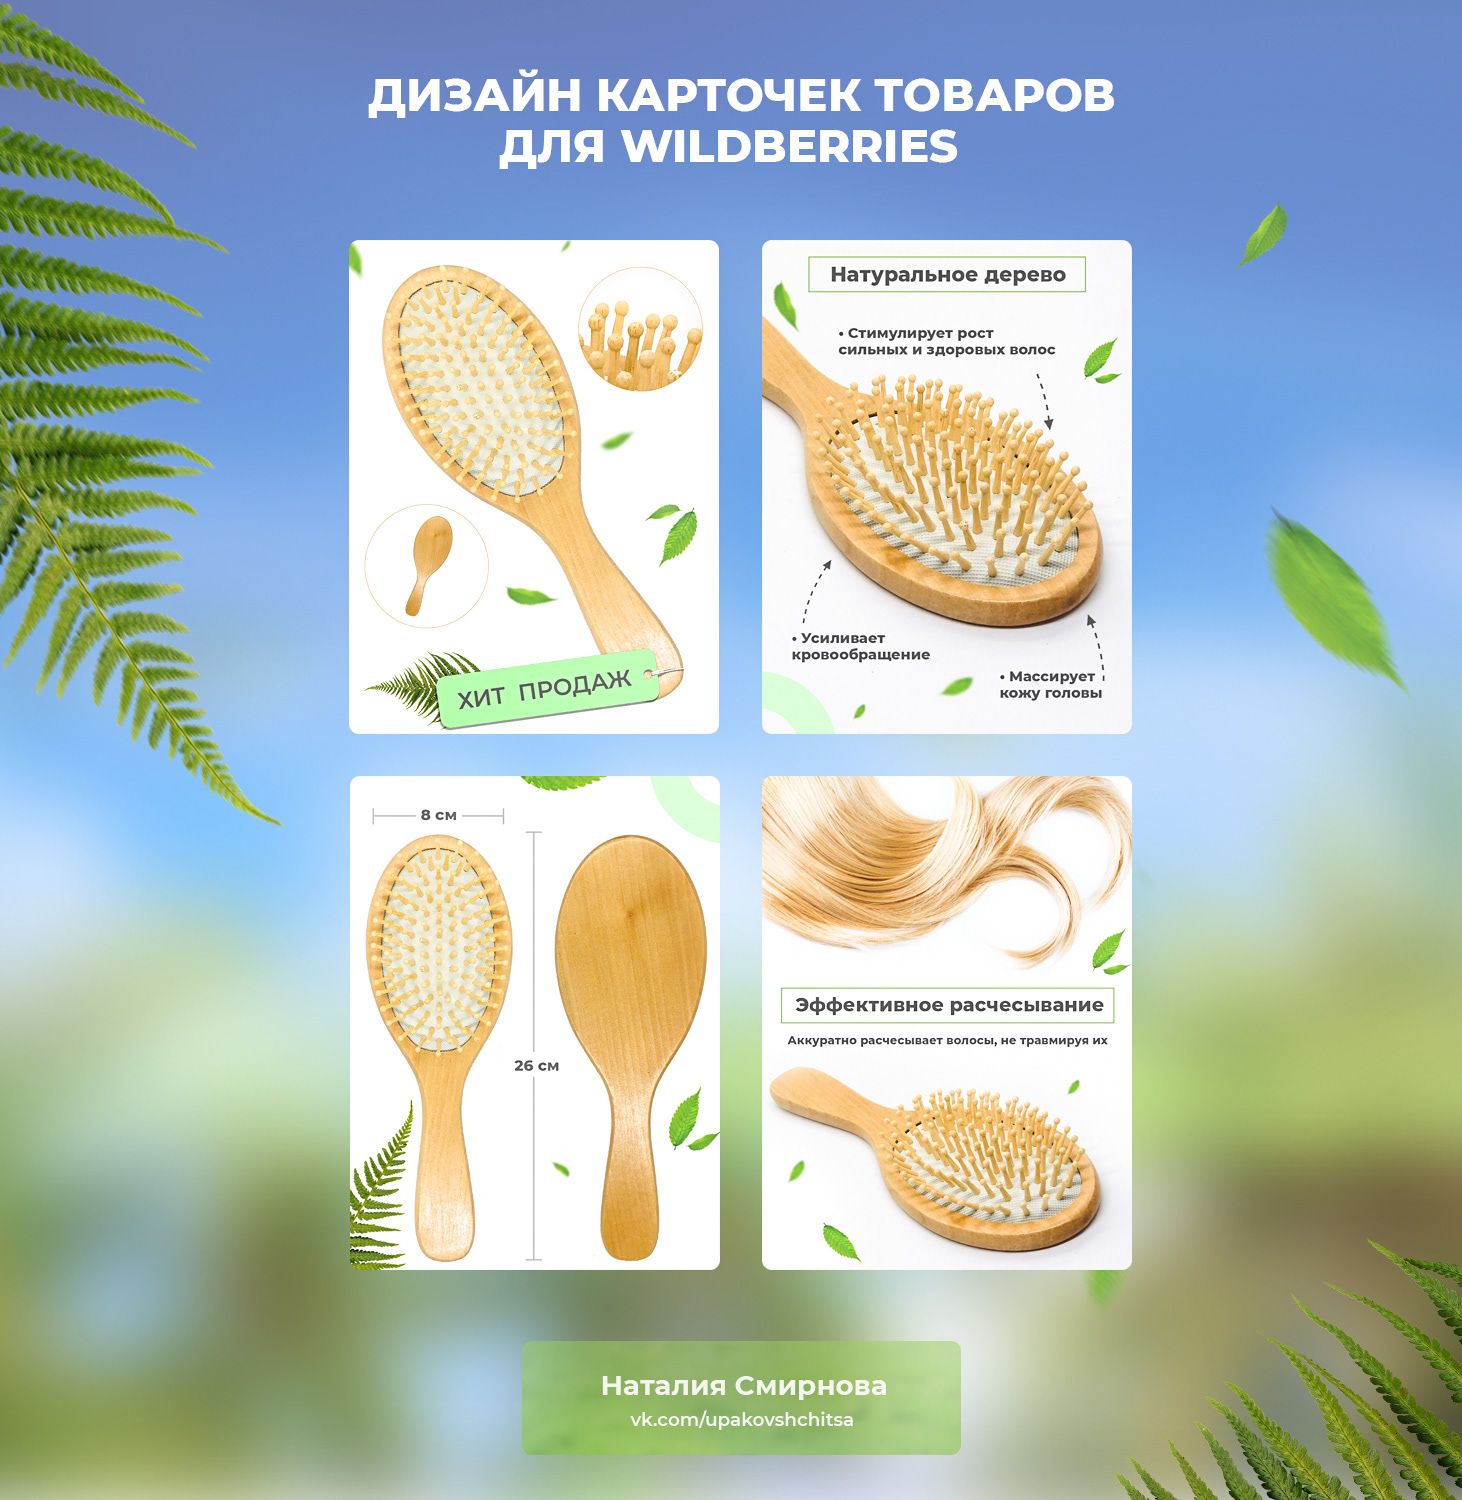 ДИЗАЙН КАРТОЧЕК ТОВАРОВ
ДЛЯ WILDBERRIES
ХИТ ПРОДАЖ
Натуральное дерево
• Стимулирует рост
сильных и здоровых волос
• Усиливает
кровообращение
• Массирует
кожу головы
8 см
26 см
Эффективное расчесывание
Аккуратно расчесывает волосы, не травмируя их
Наталия Смирнова
vk.com/upakovshchitsa